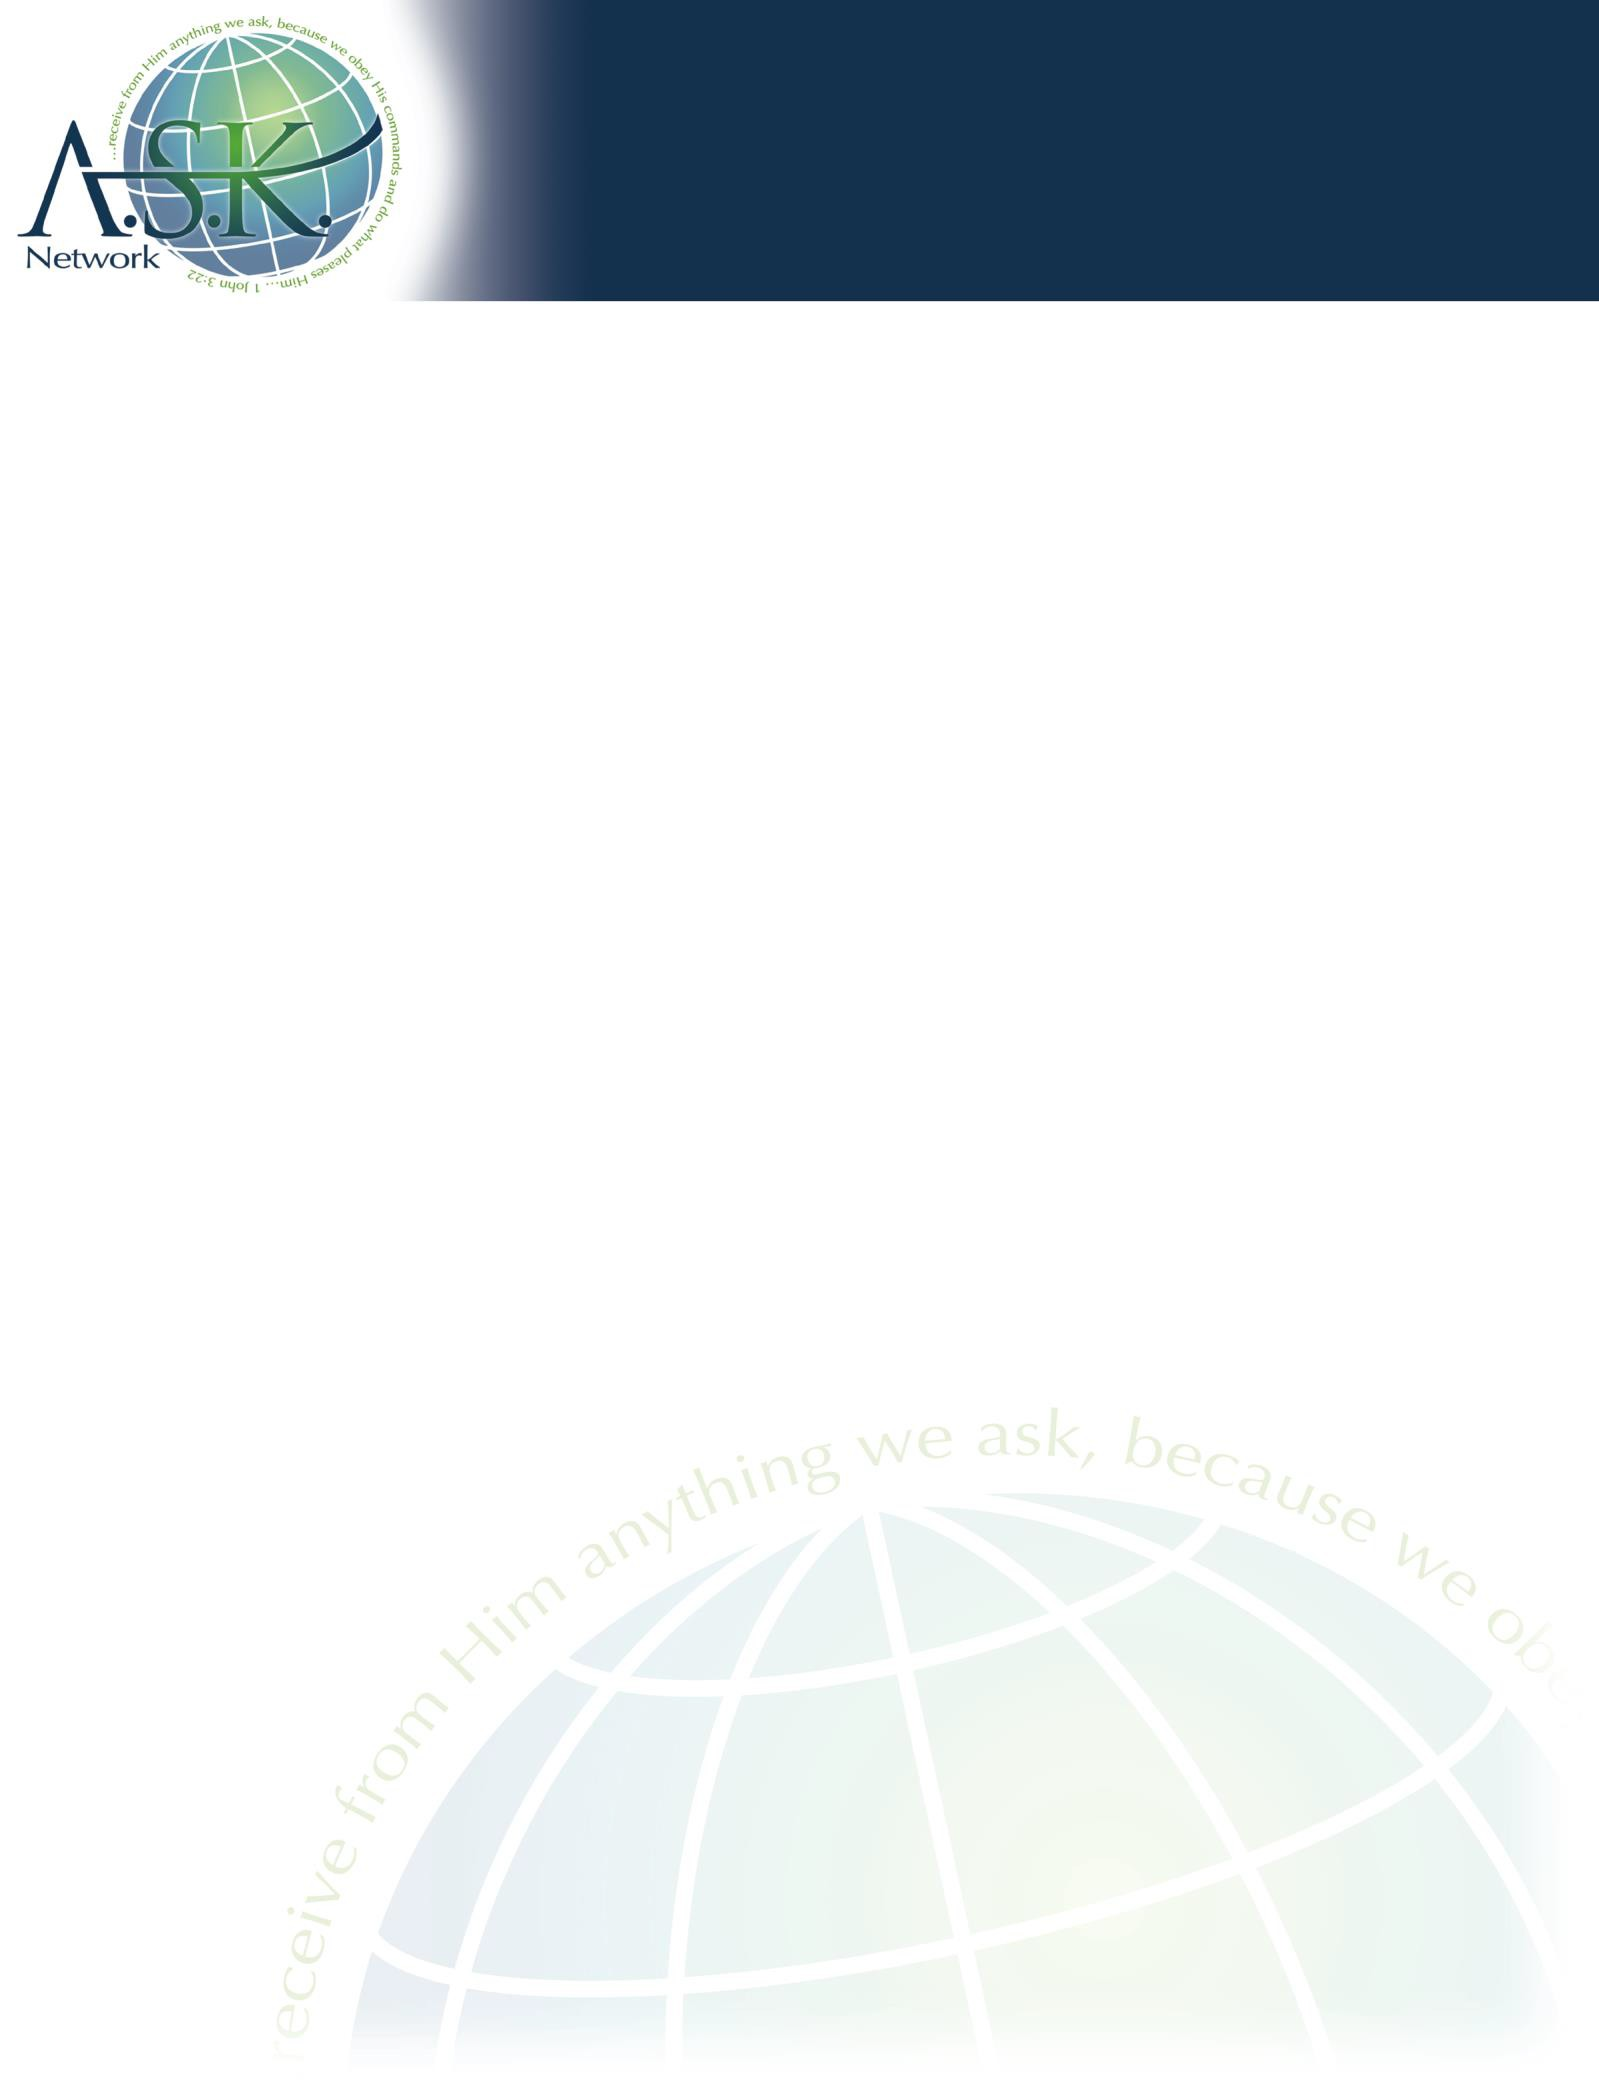 ...receive from Him anything we ask, because we obey His commands and do what pleases Him... 1 John 3:22
A.S.K.
Network
receive from Him anything we ask, because we obe